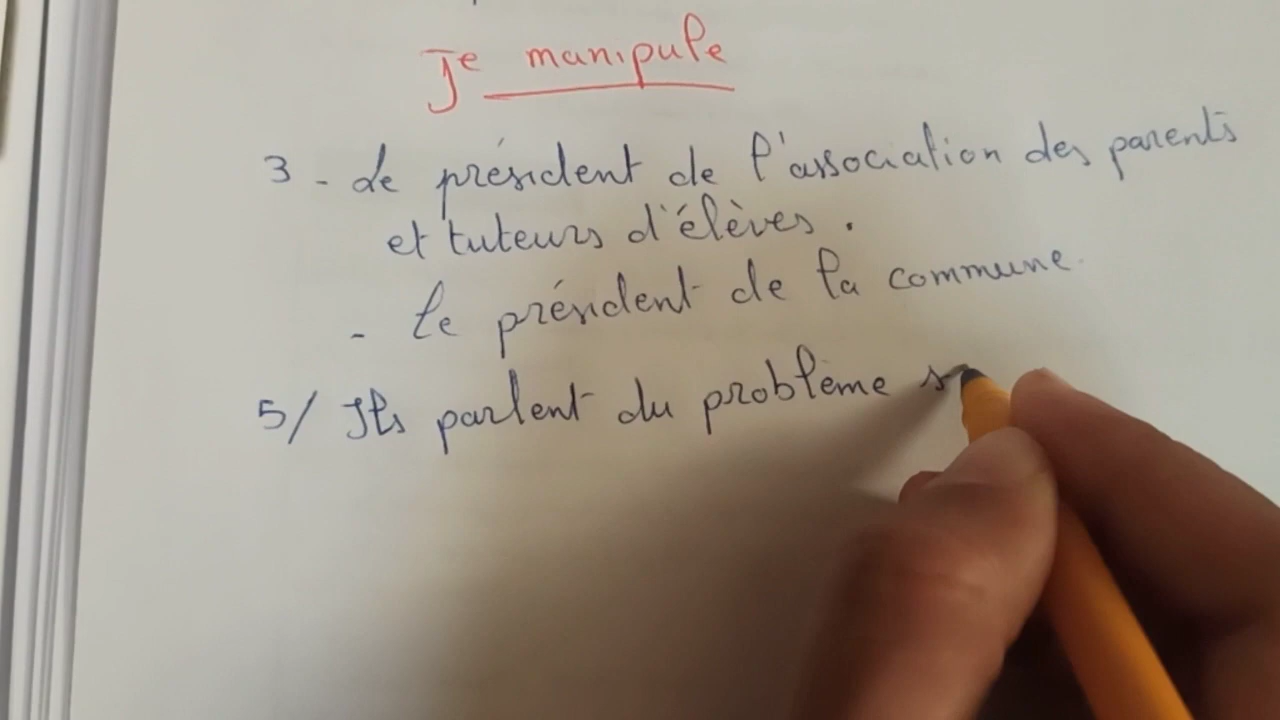 Je manipule
3 - Le président de l'association des parents
et tuteurs d'élèves .
- le président de la commune.
5/ Ils parlent du problème